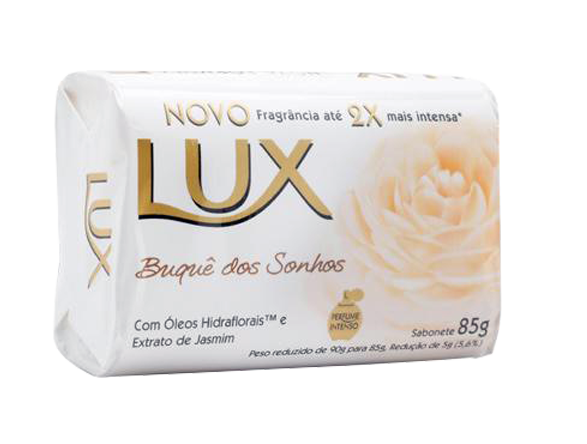 NOVO Fragrância até 2X mais intensa*
LUX
Buquê dos Sonhos
Com Óleos Hidraflorais™ e
Extrato de Jasmim
PERFUME
INTENSO
Sabonete 85g
Peso reduzido de 90g para 85g, Redução de 5g (5,6%)
LUX